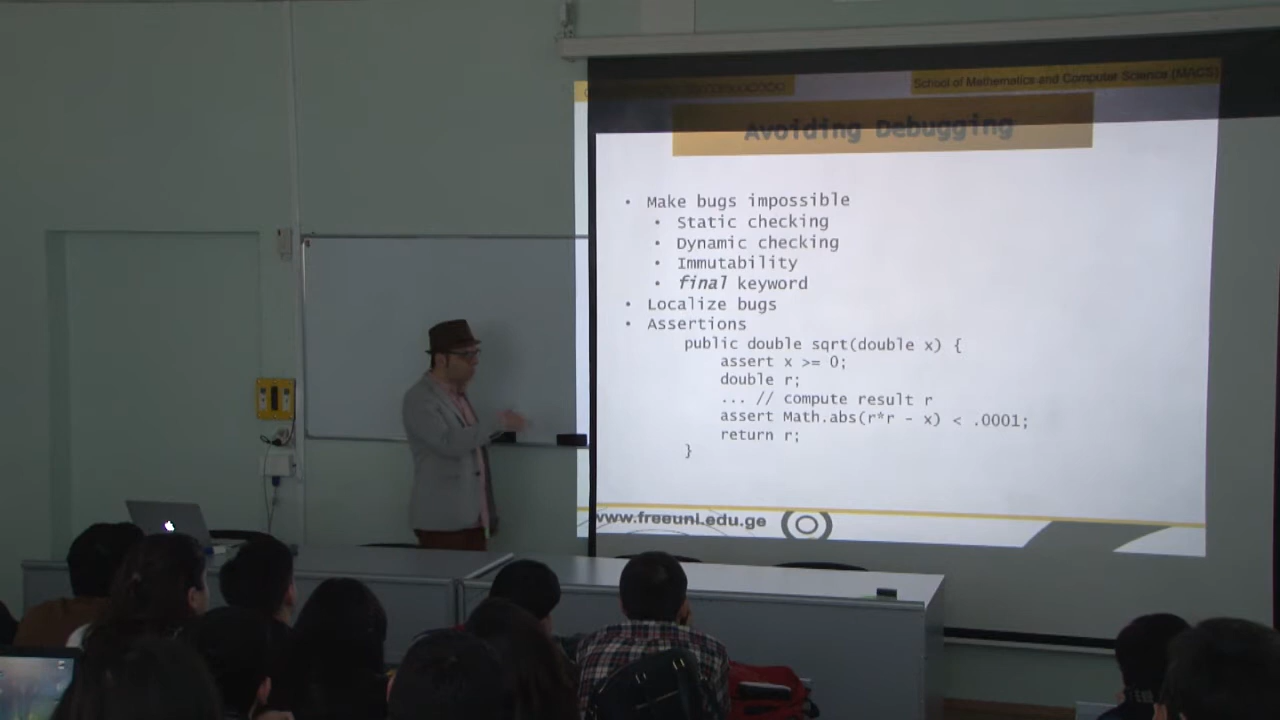 School of Mathematics and Computer Science (MACS)
Avoiding Debugging
• Make bugs impossible
• Static checking
• Dynamic checking
• Immutability
• final keyword
• Localize bugs
• Assertions
public double sqrt(double x) {
assert x >= 0;
double r;
... // compute result r
assert Math.abs(r*r - x) < .0001;
return r;
}
www.freeuni.edu.ge